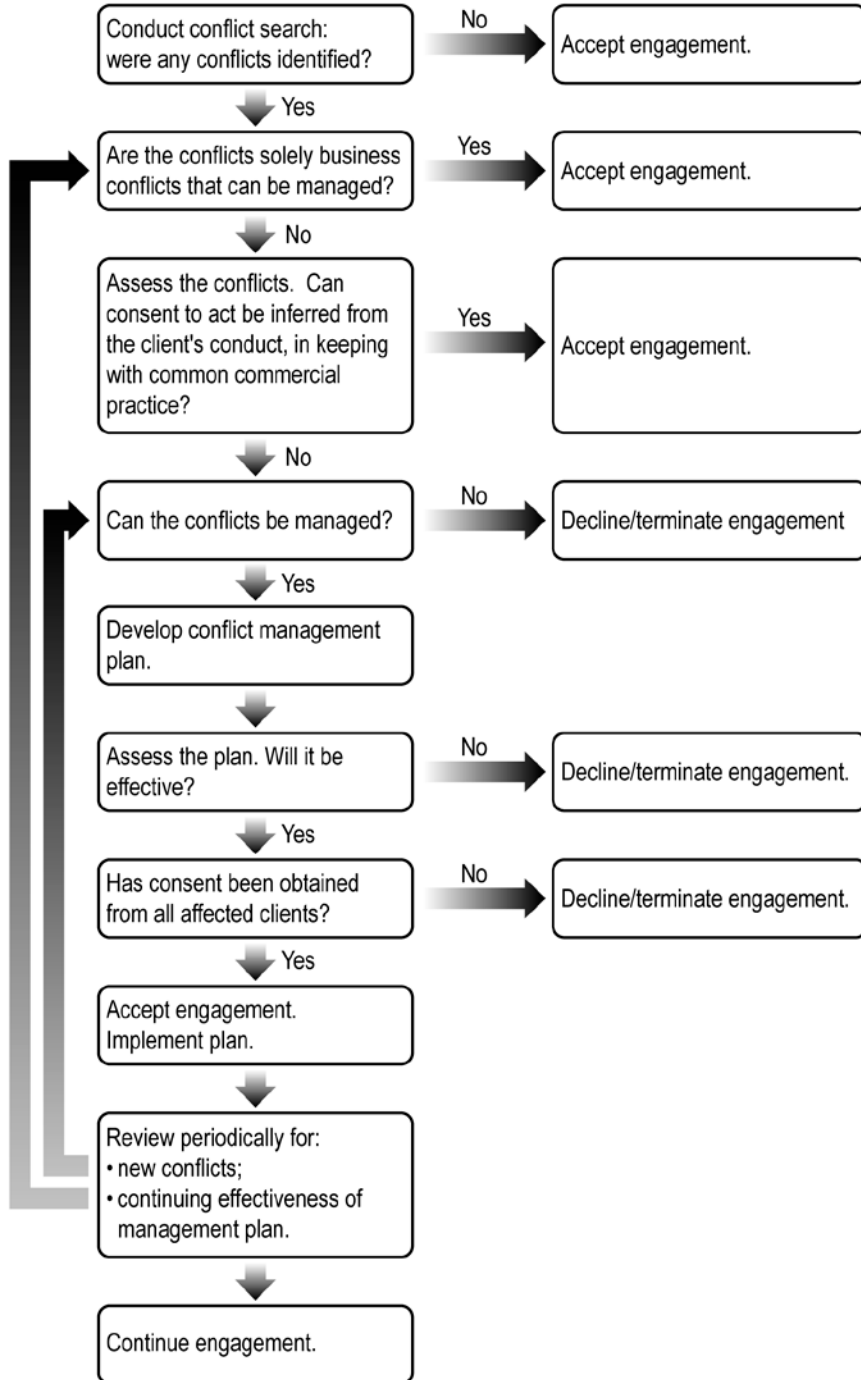 Conduct conflict search:
were any conflicts identified?
No
Accept engagement.
Yes
Are the conflicts solely business
conflicts that can be managed?
Yes
Accept engagement.
No
Assess the conflicts. Can
consent to act be inferred from
the client's conduct, in keeping
with common commercial
practice?
Yes
Accept engagement.
No
Can the conflicts be managed?
No
Decline/terminate engagement
Yes
Develop conflict management
plan.
Assess the plan. Will it be
effective?
No
Decline/terminate engagement.
Yes
Has consent been obtained
from all affected clients?
No
Decline/terminate engagement.
Yes
Accept engagement.
Implement plan.
Review periodically for:
• new conflicts;
• continuing effectiveness of
management plan.
Continue engagement.